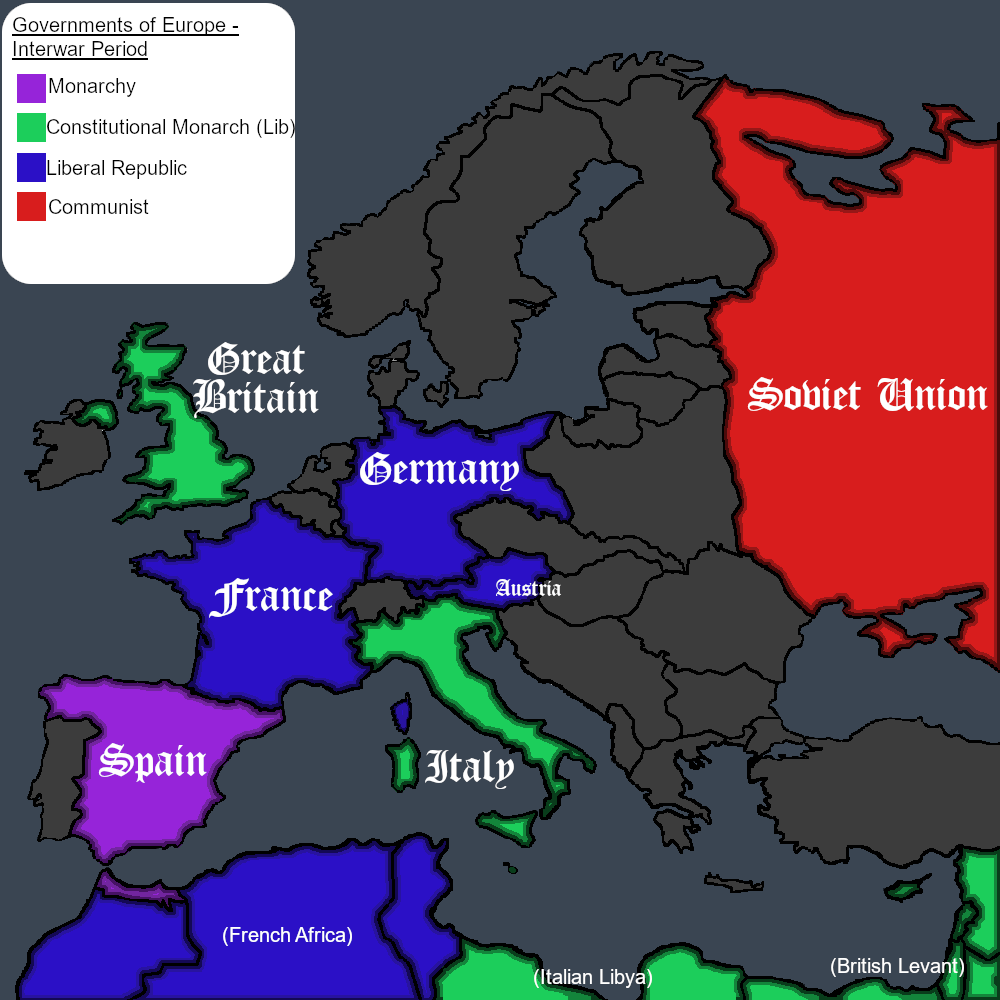 Governments of Europe -
Interwar Period
Monarchy
Constitutional Monarch (Lib)
Liberal Republic
Communist
Great
Britain
Soviet Union
Germany
Austria
France
Spain
Italy
(French Africa)
(Italian Libya)
(British Levant)